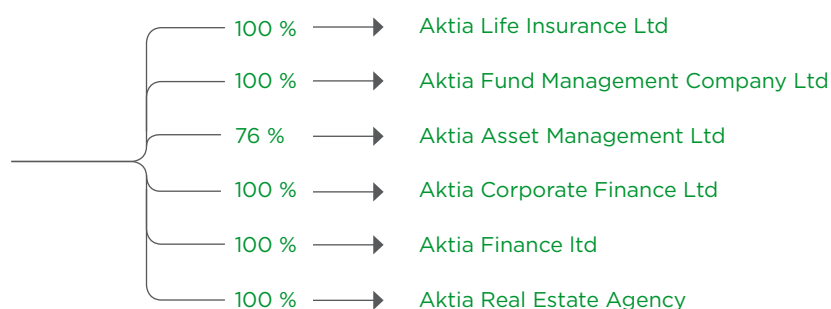 100 % Aktia Life Insurance Ltd
100 % Aktia Fund Management Company Ltd
76 % Aktia Asset Management Ltd
100 % Aktia Corporate Finance Ltd
100 % Aktia Finance ltd
100 % Aktia Real Estate Agency